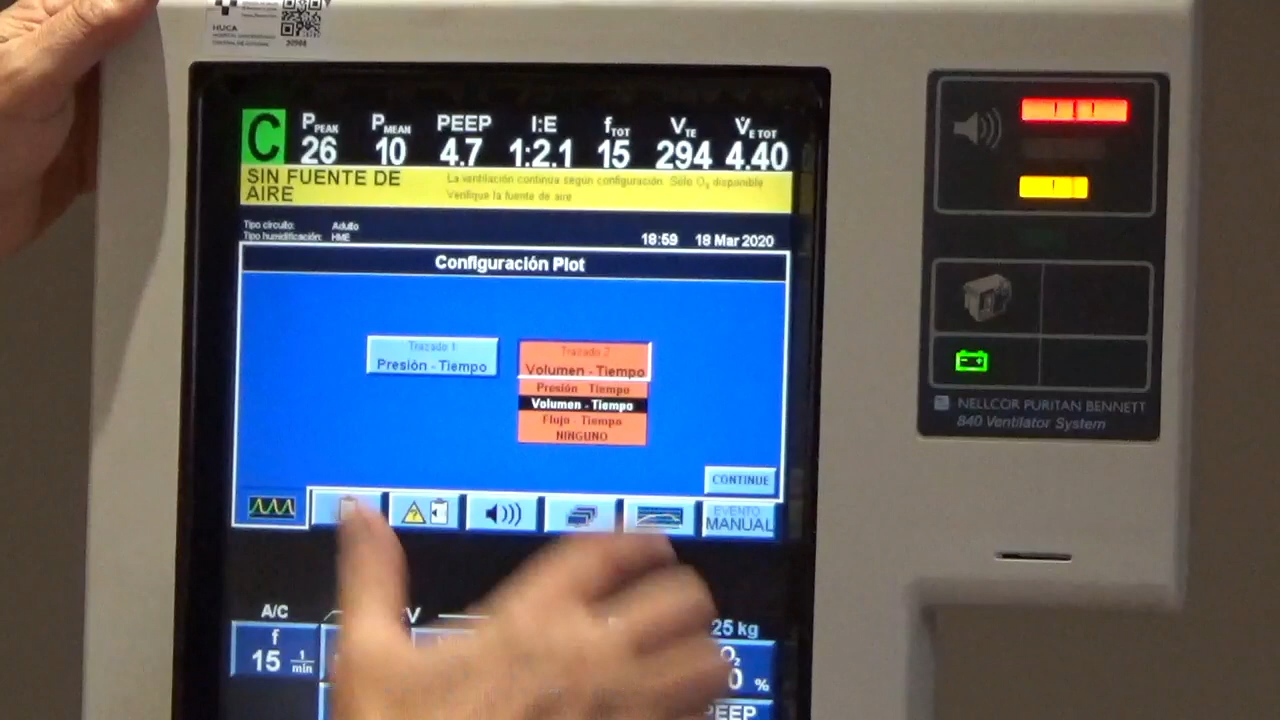 HUCA
30988
C
PPEAK PMEAN PEEP I:E fTOT VTE V̇E TOT
26 10 4.7 1:2.1 15 294 4.40
SIN FUENTE DE
AIRE
La ventilación continúa según configuración. Sólo O₂ disponible
Verifique la fuente de aire
Tipo circuito: Adulto
Tipo humidificación: HME
18:59 18 Mar 2020
Configuración Plot
Trazado 1:
Presión - Tiempo
Trazado 2
Volumen - Tiempo
Presión - Tiempo
Volumen - Tiempo
Flujo - Tiempo
NINGUNO
CONTINUE
EVENTO
MANUAL
A/C
V
25 kg
f
15 1/min
O₂
0 %
PEEP
! ! !
!
NELLCOR PURITAN BENNETT
840 Ventilator System